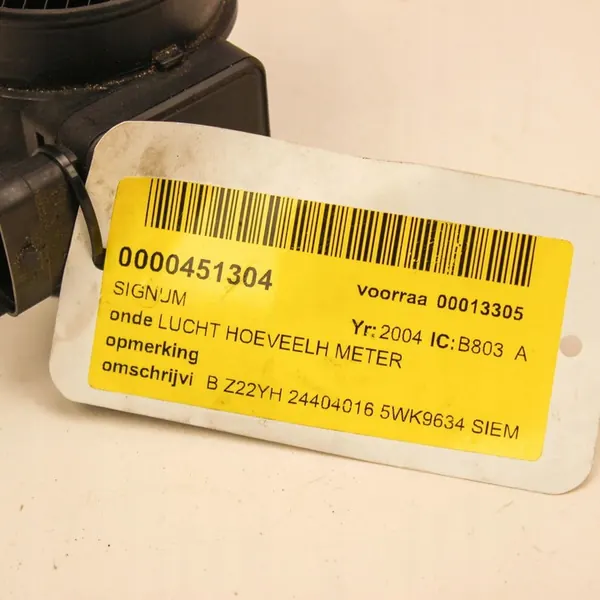 0000451304 voorraa 00013305
SIGNUM Yr: 2004 IC: B803 A
onde LUCHT HOEVEELH METER
opmerking
omschrijvi B Z22YH 24404016 5WK9634 SIEM